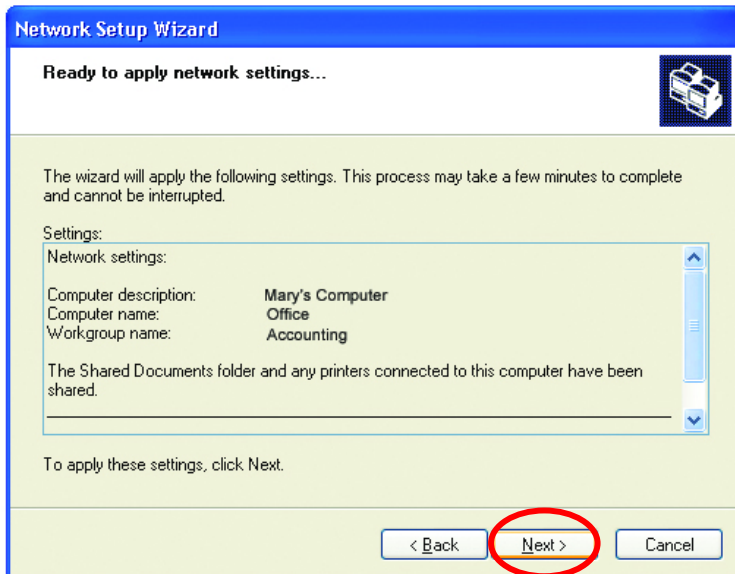 Network Setup Wizard
Ready to apply network settings...
The wizard will apply the following settings. This process may take a few minutes to complete
and cannot be interrupted.
Settings:
Network settings:
Computer description: Mary's Computer
Computer name: Office
Workgroup name: Accounting
The Shared Documents folder and any printers connected to this computer have been
shared.
To apply these settings, click Next.
< Back Next > Cancel